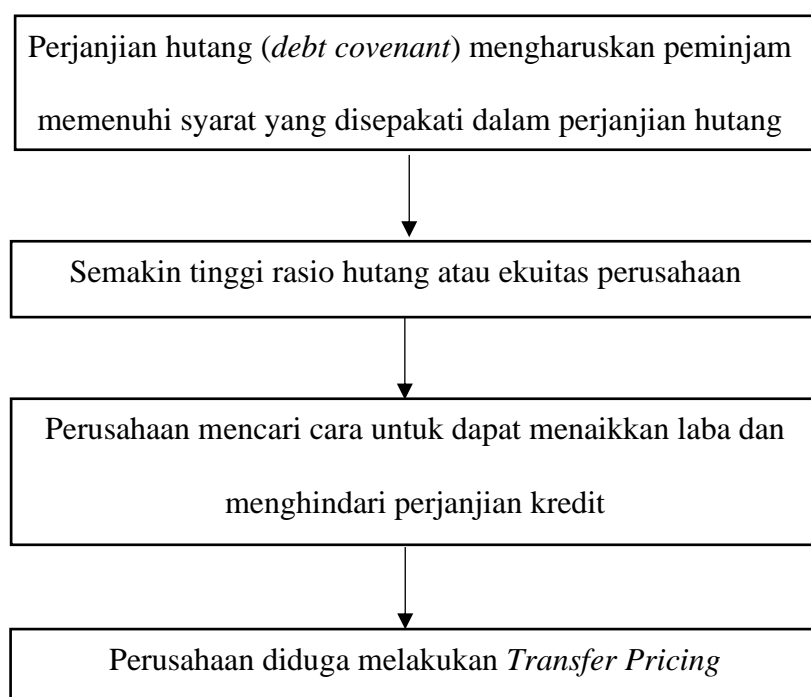 Perjanjian hutang (debt covenant) mengharuskan peminjam
memenuhi syarat yang disepakati dalam perjanjian hutang
Semakin tinggi rasio hutang atau ekuitas perusahaan
Perusahaan mencari cara untuk dapat menaikkan laba dan
menghindari perjanjian kredit
Perusahaan diduga melakukan Transfer Pricing